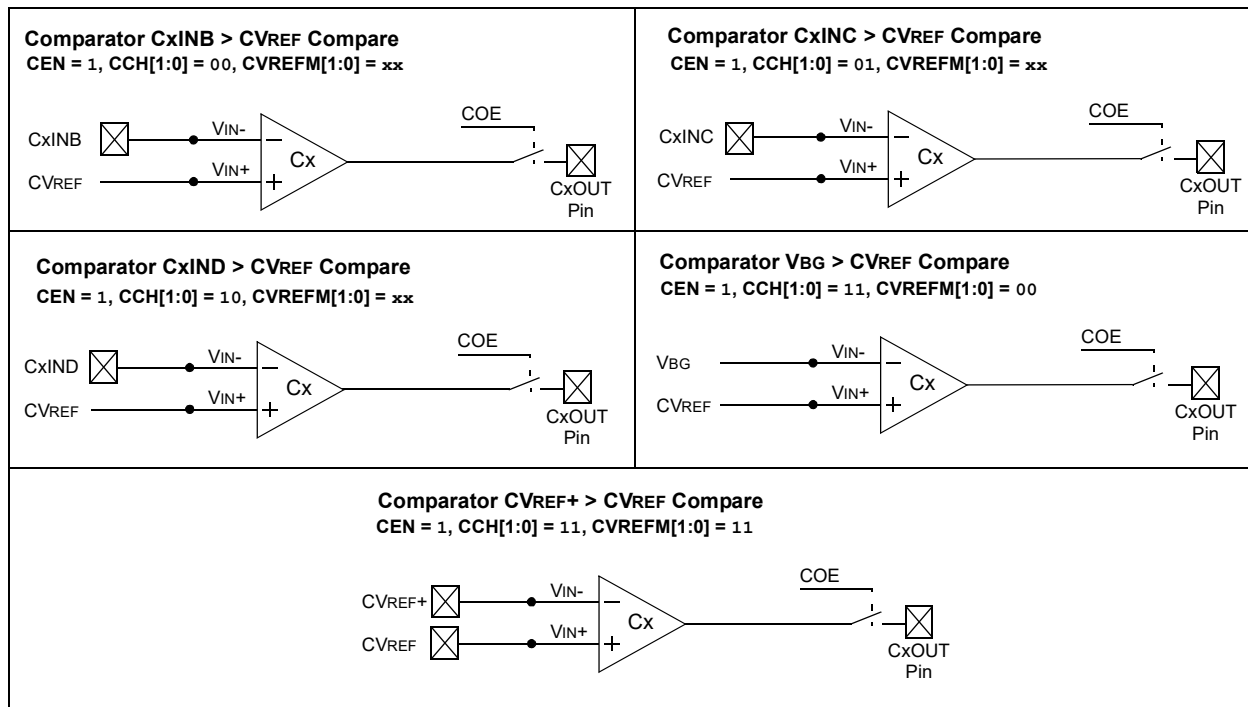 Comparator CxINB > CVREF Compare
CEN = 1, CCH[1:0] = 00, CVREFM[1:0] = xx
COE
CxINB
VIN-
–
Cx
CVREF
VIN+
+
CxOUT
Pin
Comparator CxINC > CVREF Compare
CEN = 1, CCH[1:0] = 01, CVREFM[1:0] = xx
COE
CxINC
VIN-
–
Cx
CVREF
VIN+
+
CxOUT
Pin
Comparator CxIND > CVREF Compare
CEN = 1, CCH[1:0] = 10, CVREFM[1:0] = xx
COE
CxIND
VIN-
–
Cx
CVREF
VIN+
+
CxOUT
Pin
Comparator VBG > CVREF Compare
CEN = 1, CCH[1:0] = 11, CVREFM[1:0] = 00
COE
VBG
VIN-
–
Cx
CVREF
VIN+
+
CxOUT
Pin
Comparator CVREF+ > CVREF Compare
CEN = 1, CCH[1:0] = 11, CVREFM[1:0] = 11
COE
CVREF+
VIN-
–
Cx
CVREF
VIN+
+
CxOUT
Pin